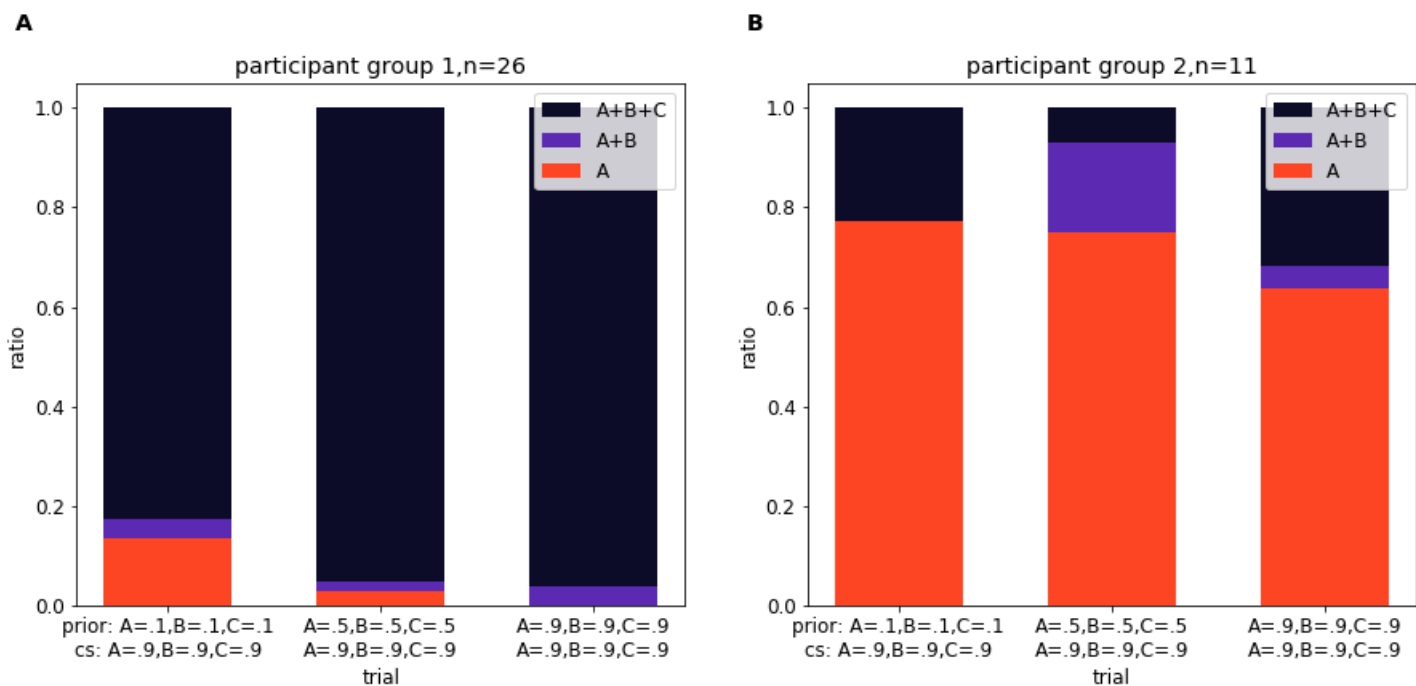 A
participant group 1,n=26
A+B+C
A+B
A
1.0
0.8
0.6
0.4
0.2
0.0
ratio
prior: A=.1,B=.1,C=.1
cs: A=.9,B=.9,C=.9
A=.5,B=.5,C=.5
A=.9,B=.9,C=.9
A=.9,B=.9,C=.9
A=.9,B=.9,C=.9
trial
B
participant group 2,n=11
A+B+C
A+B
A
1.0
0.8
0.6
0.4
0.2
0.0
ratio
prior: A=.1,B=.1,C=.1
cs: A=.9,B=.9,C=.9
A=.5,B=.5,C=.5
A=.9,B=.9,C=.9
A=.9,B=.9,C=.9
A=.9,B=.9,C=.9
trial